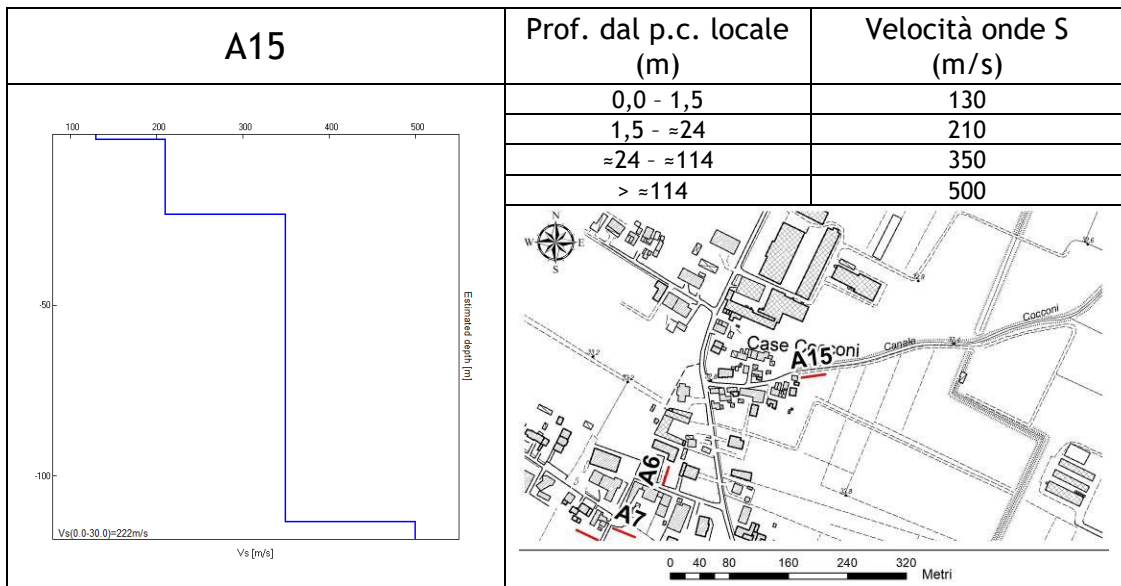 A15
Prof. dal p.c. locale
(m)
Velocità onde S
(m/s)
0,0 – 1,5 130
1,5 – ≈24 210
≈24 – ≈114 350
> ≈114 500
100 200 300 400 500
-50
-100
Estimated depth [m]
Vs(0.0-30.0)=222m/s
Vs [m/s]
N
W E
S
Case Cocconi
A15
Canale
Cocconi
A6
A7
0 40 80 160 240 320
Metri